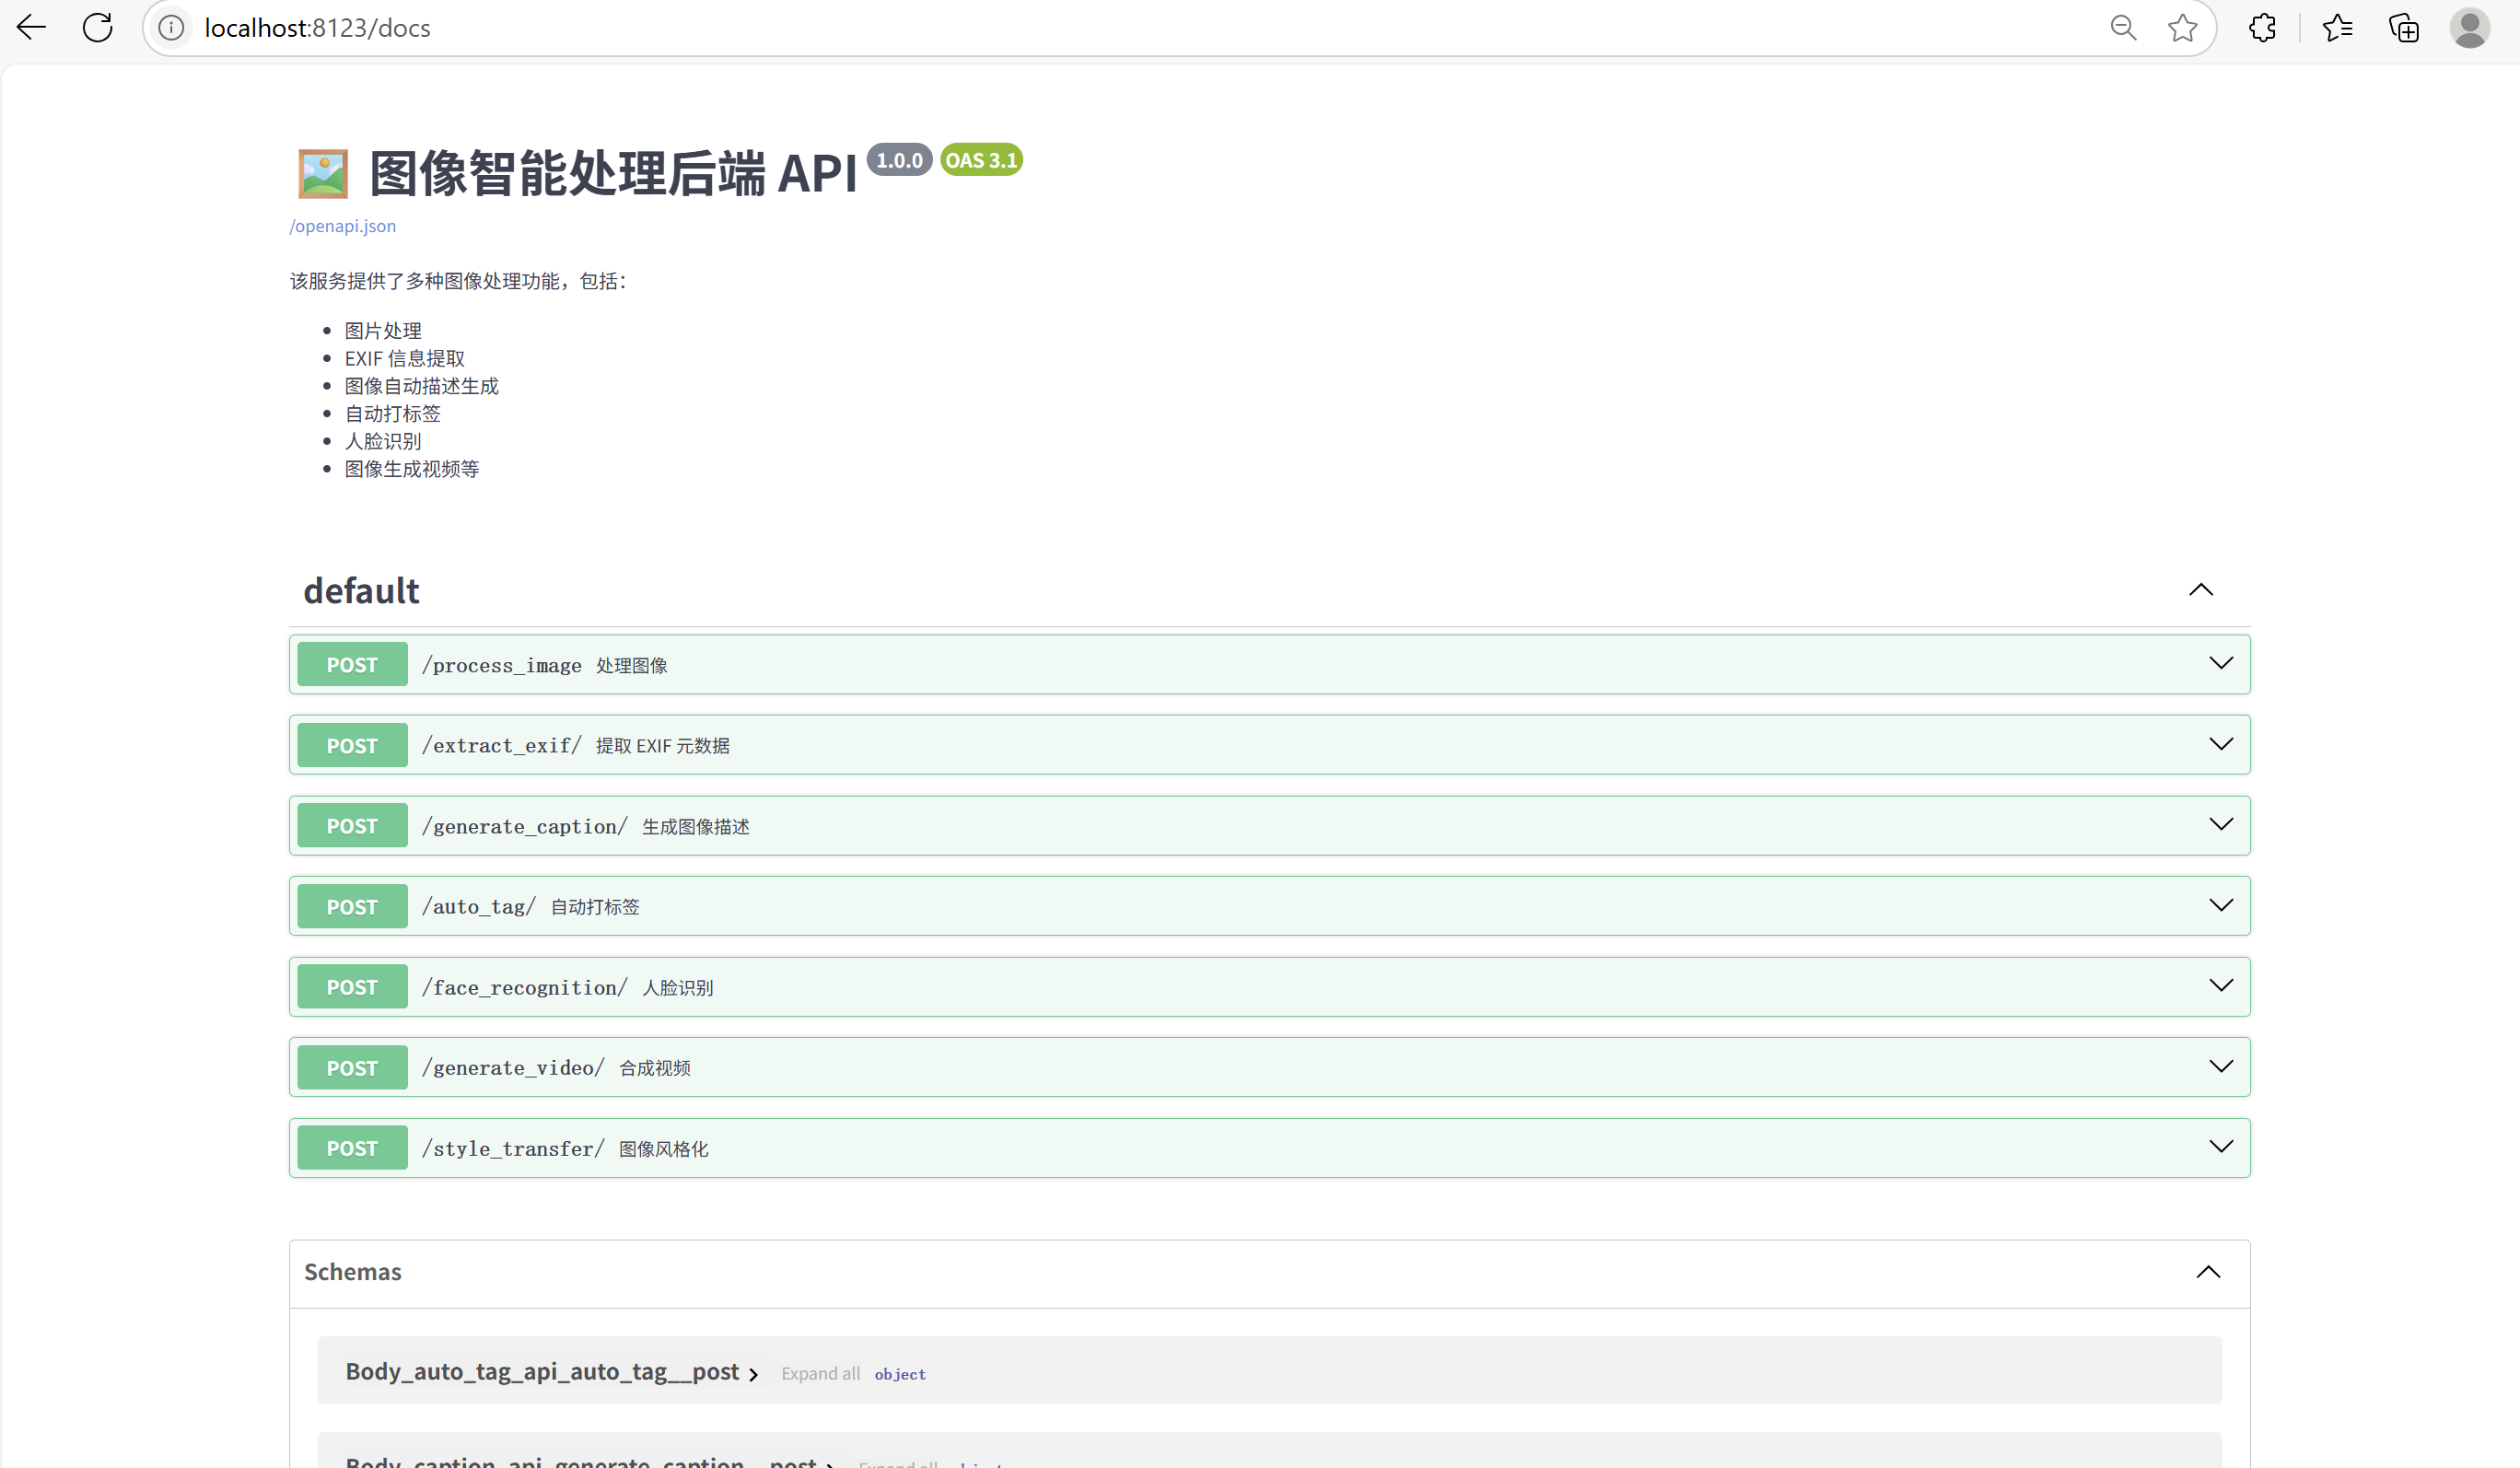 localhost:8123/docs
图像智能处理后端 API 1.0.0 OAS 3.1
/openapi.json
该服务提供了多种图像处理功能，包括：
图片处理
EXIF 信息提取
图像自动描述生成
自动打标签
人脸识别
图像生成视频等
default
POST /process_image 处理图像
POST /extract_exif/ 提取 EXIF 元数据
POST /generate_caption/ 生成图像描述
POST /auto_tag/ 自动打标签
POST /face_recognition/ 人脸识别
POST /generate_video/ 合成视频
POST /style_transfer/ 图像风格化
Schemas
Body_auto_tag_api_auto_tag__post Expand all object
Body_caption_api_generate_caption__post Expand all object